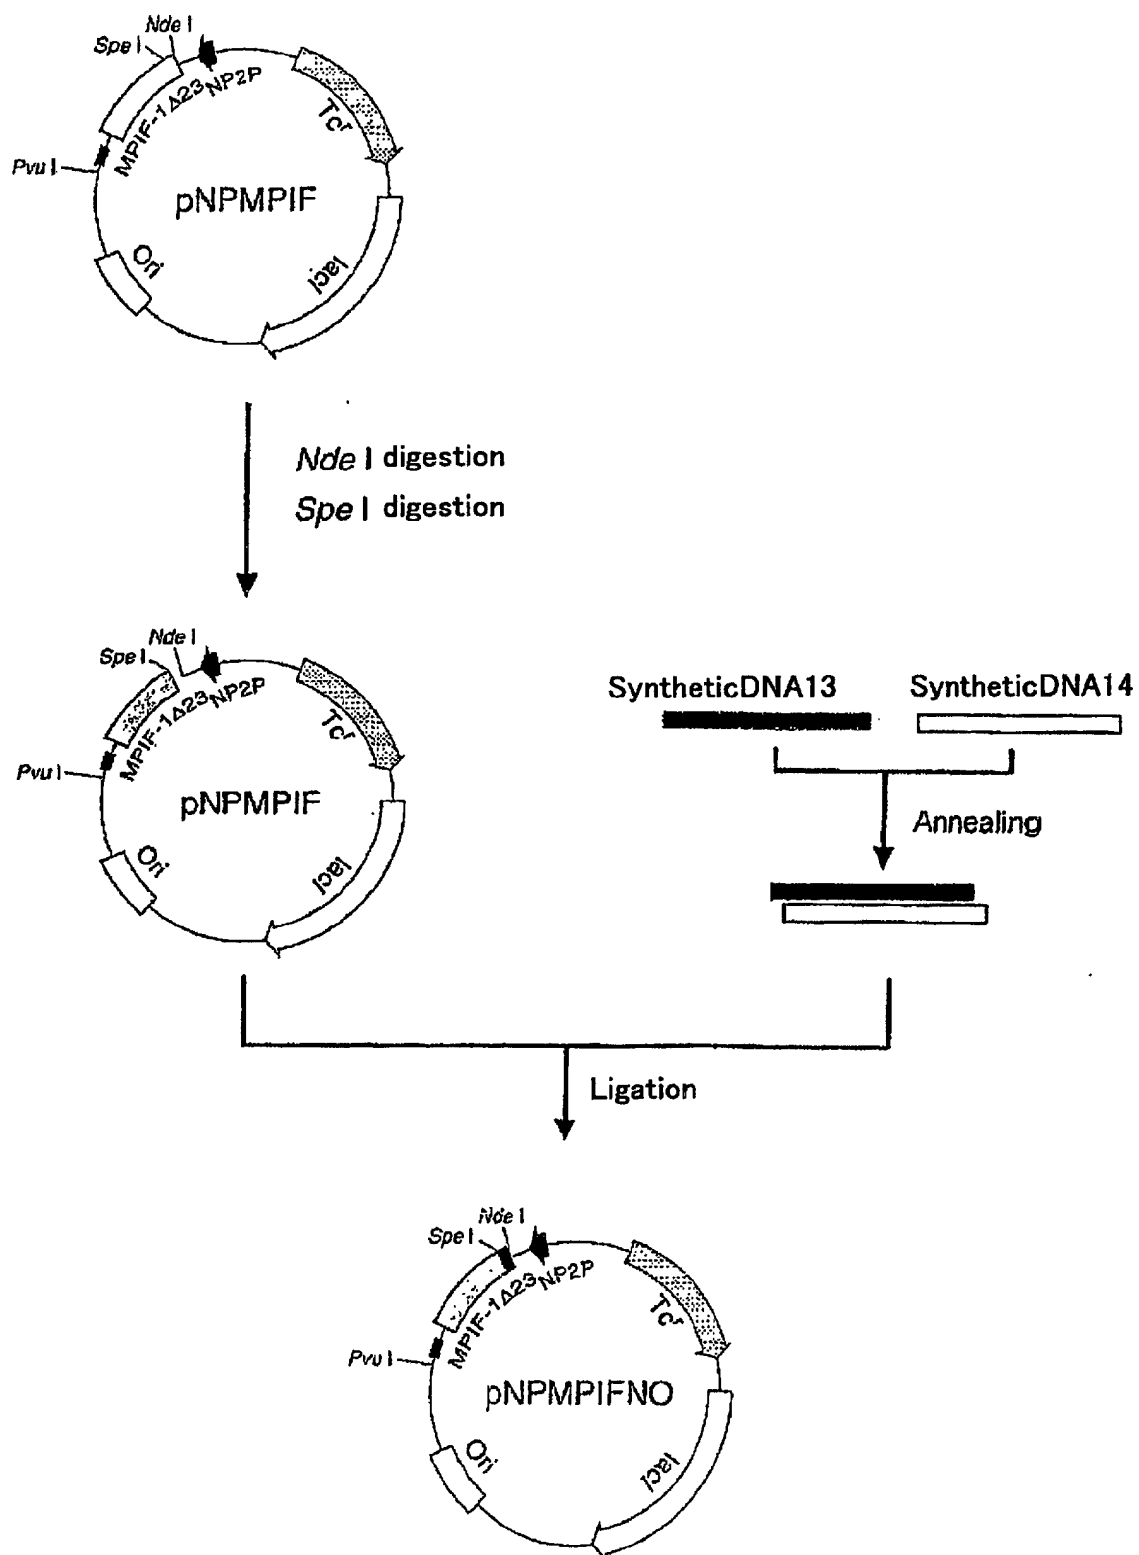 Nde I
Spe I
MPIF-1Δ23
NP2P
Tcʳ
Pvu I
pNPMPIF
Ori
lacI
Nde I digestion
Spe I digestion
Nde I
Spe I
MPIF-1Δ23
NP2P
Tcʳ
Pvu I
pNPMPIF
Ori
lacI
SyntheticDNA13
SyntheticDNA14
Annealing
Ligation
Nde I
Spe I
MPIF-1Δ23
NP2P
Tcʳ
Pvu I
pNPMPIFNO
Ori
lacI